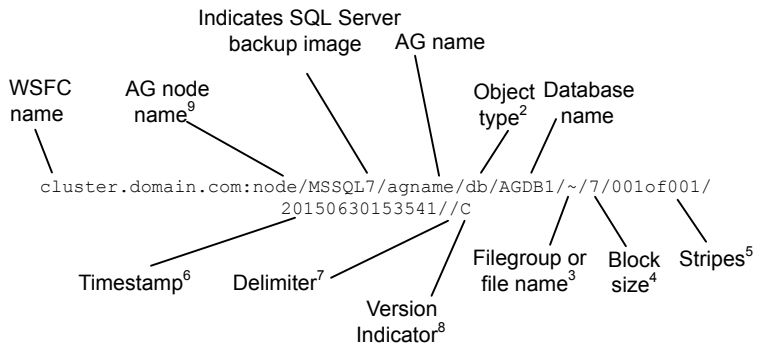 Indicates SQL Server
backup image
AG name
WSFC
name
AG node
name9
Object
type2
Database
name
cluster.domain.com:node/MSSQL7/agname/db/AGDB1/~/7/001of001/
20150630153541//C
Timestamp6
Delimiter7
Version
Indicator8
Filegroup or
file name3
Block
size4
Stripes5